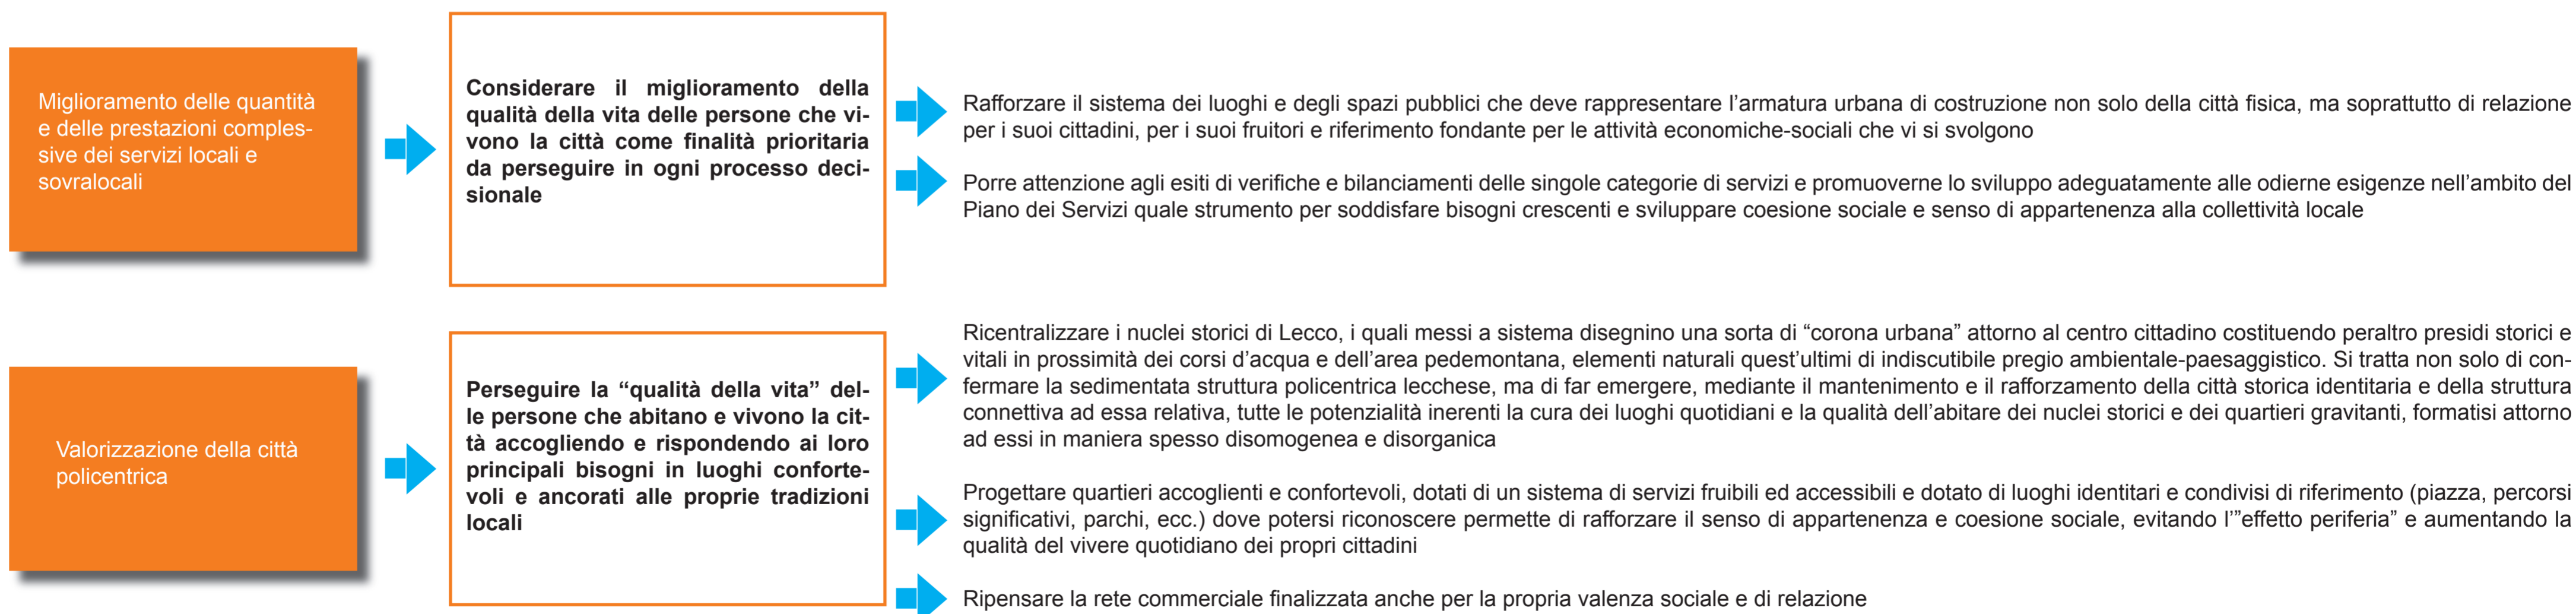 Miglioramento delle quantità
e delle prestazioni comples-
sive dei servizi locali e
sovralocali
Considerare il miglioramento della
qualità della vita delle persone che vi-
vono la città come finalità prioritaria
da perseguire in ogni processo deci-
sionale
Rafforzare il sistema dei luoghi e degli spazi pubblici che deve rappresentare l'armatura urbana di costruzione non solo della città fisica, ma soprattutto di relazione
per i suoi cittadini, per i suoi fruitori e riferimento fondante per le attività economiche-sociali che vi si svolgono
Porre attenzione agli esiti di verifiche e bilanciamenti delle singole categorie di servizi e promuoverne lo sviluppo adeguatamente alle odierne esigenze nell'ambito del
Piano dei Servizi quale strumento per soddisfare bisogni crescenti e sviluppare coesione sociale e senso di appartenenza alla collettività locale
Valorizzazione della città
policentrica
Perseguire la “qualità della vita” del-
le persone che abitano e vivono la cit-
tà accogliendo e rispondendo ai loro
principali bisogni in luoghi conforte-
voli e ancorati alle proprie tradizioni
locali
Ricentralizzare i nuclei storici di Lecco, i quali messi a sistema disegnino una sorta di “corona urbana” attorno al centro cittadino costituendo peraltro presidi storici e
vitali in prossimità dei corsi d'acqua e dell'area pedemontana, elementi naturali quest'ultimi di indiscutibile pregio ambientale-paesaggistico. Si tratta non solo di con-
fermare la sedimentata struttura policentrica lecchese, ma di far emergere, mediante il mantenimento e il rafforzamento della città storica identitaria e della struttura
connettiva ad essa relativa, tutte le potenzialità inerenti la cura dei luoghi quotidiani e la qualità dell'abitare dei nuclei storici e dei quartieri gravitanti, formatisi attorno
ad essi in maniera spesso disomogenea e disorganica
Progettare quartieri accoglienti e confortevoli, dotati di un sistema di servizi fruibili ed accessibili e dotato di luoghi identitari e condivisi di riferimento (piazza, percorsi
significativi, parchi, ecc.) dove potersi riconoscere permette di rafforzare il senso di appartenenza e coesione sociale, evitando l'”effetto periferia” e aumentando la
qualità del vivere quotidiano dei propri cittadini
Ripensare la rete commerciale finalizzata anche per la propria valenza sociale e di relazione